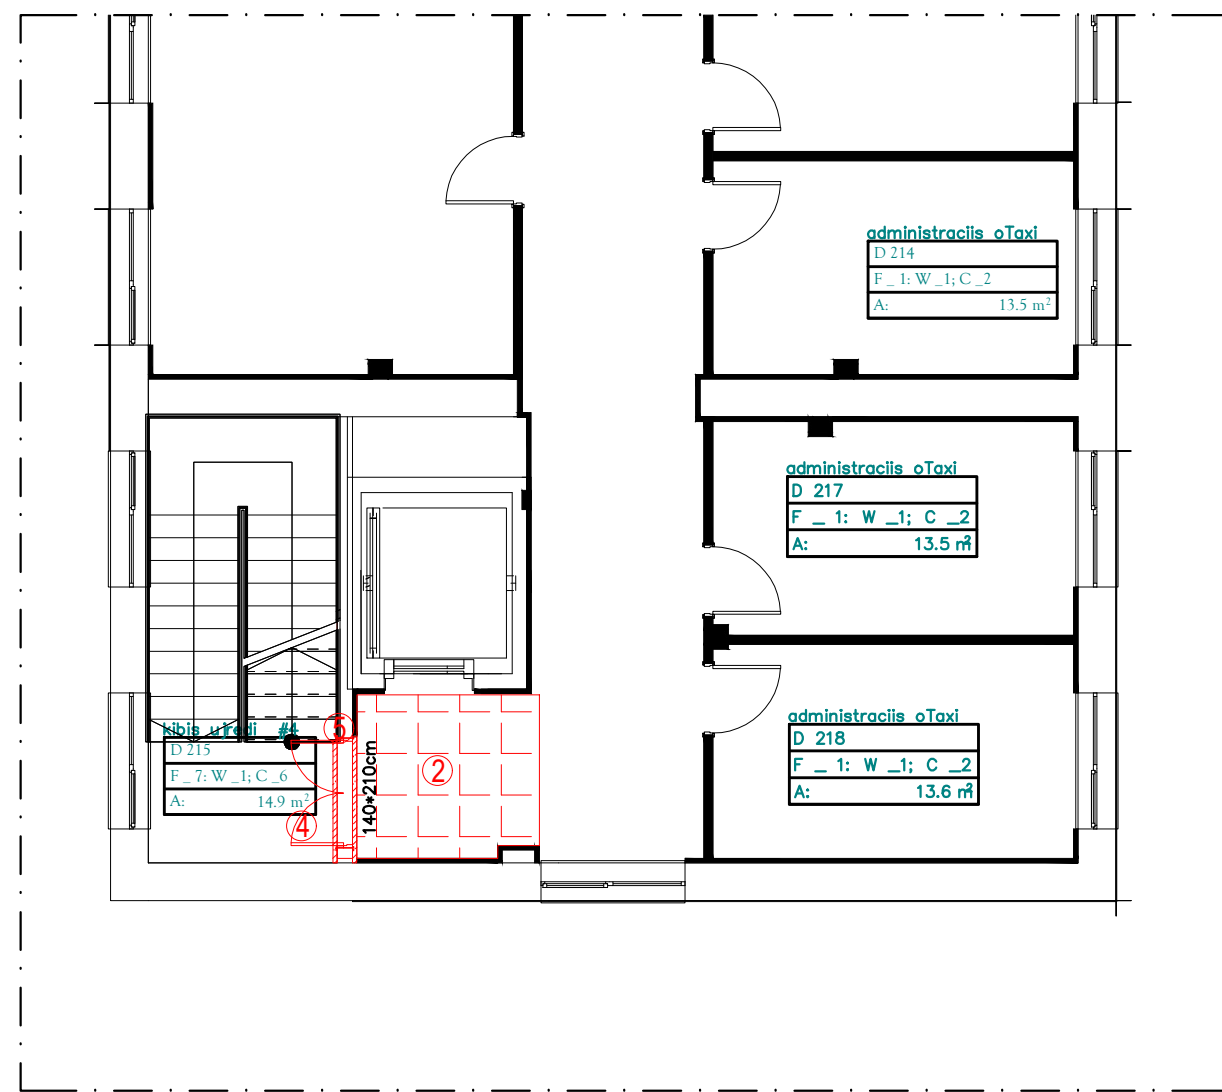 administraciis oTaxi
D 214
F _ 1: W _1; C _2
A: 13.5 m²
administraciis oTaxi
D 217
F _ 1: W _1; C _2
A: 13.5 m²
administraciis oTaxi
D 218
F _ 1: W _1; C _2
A: 13.6 m²
kibis ujredi #4
D 215
F _ 7: W _1; C _6
A: 14.9 m²
5
4
140*210cm
2